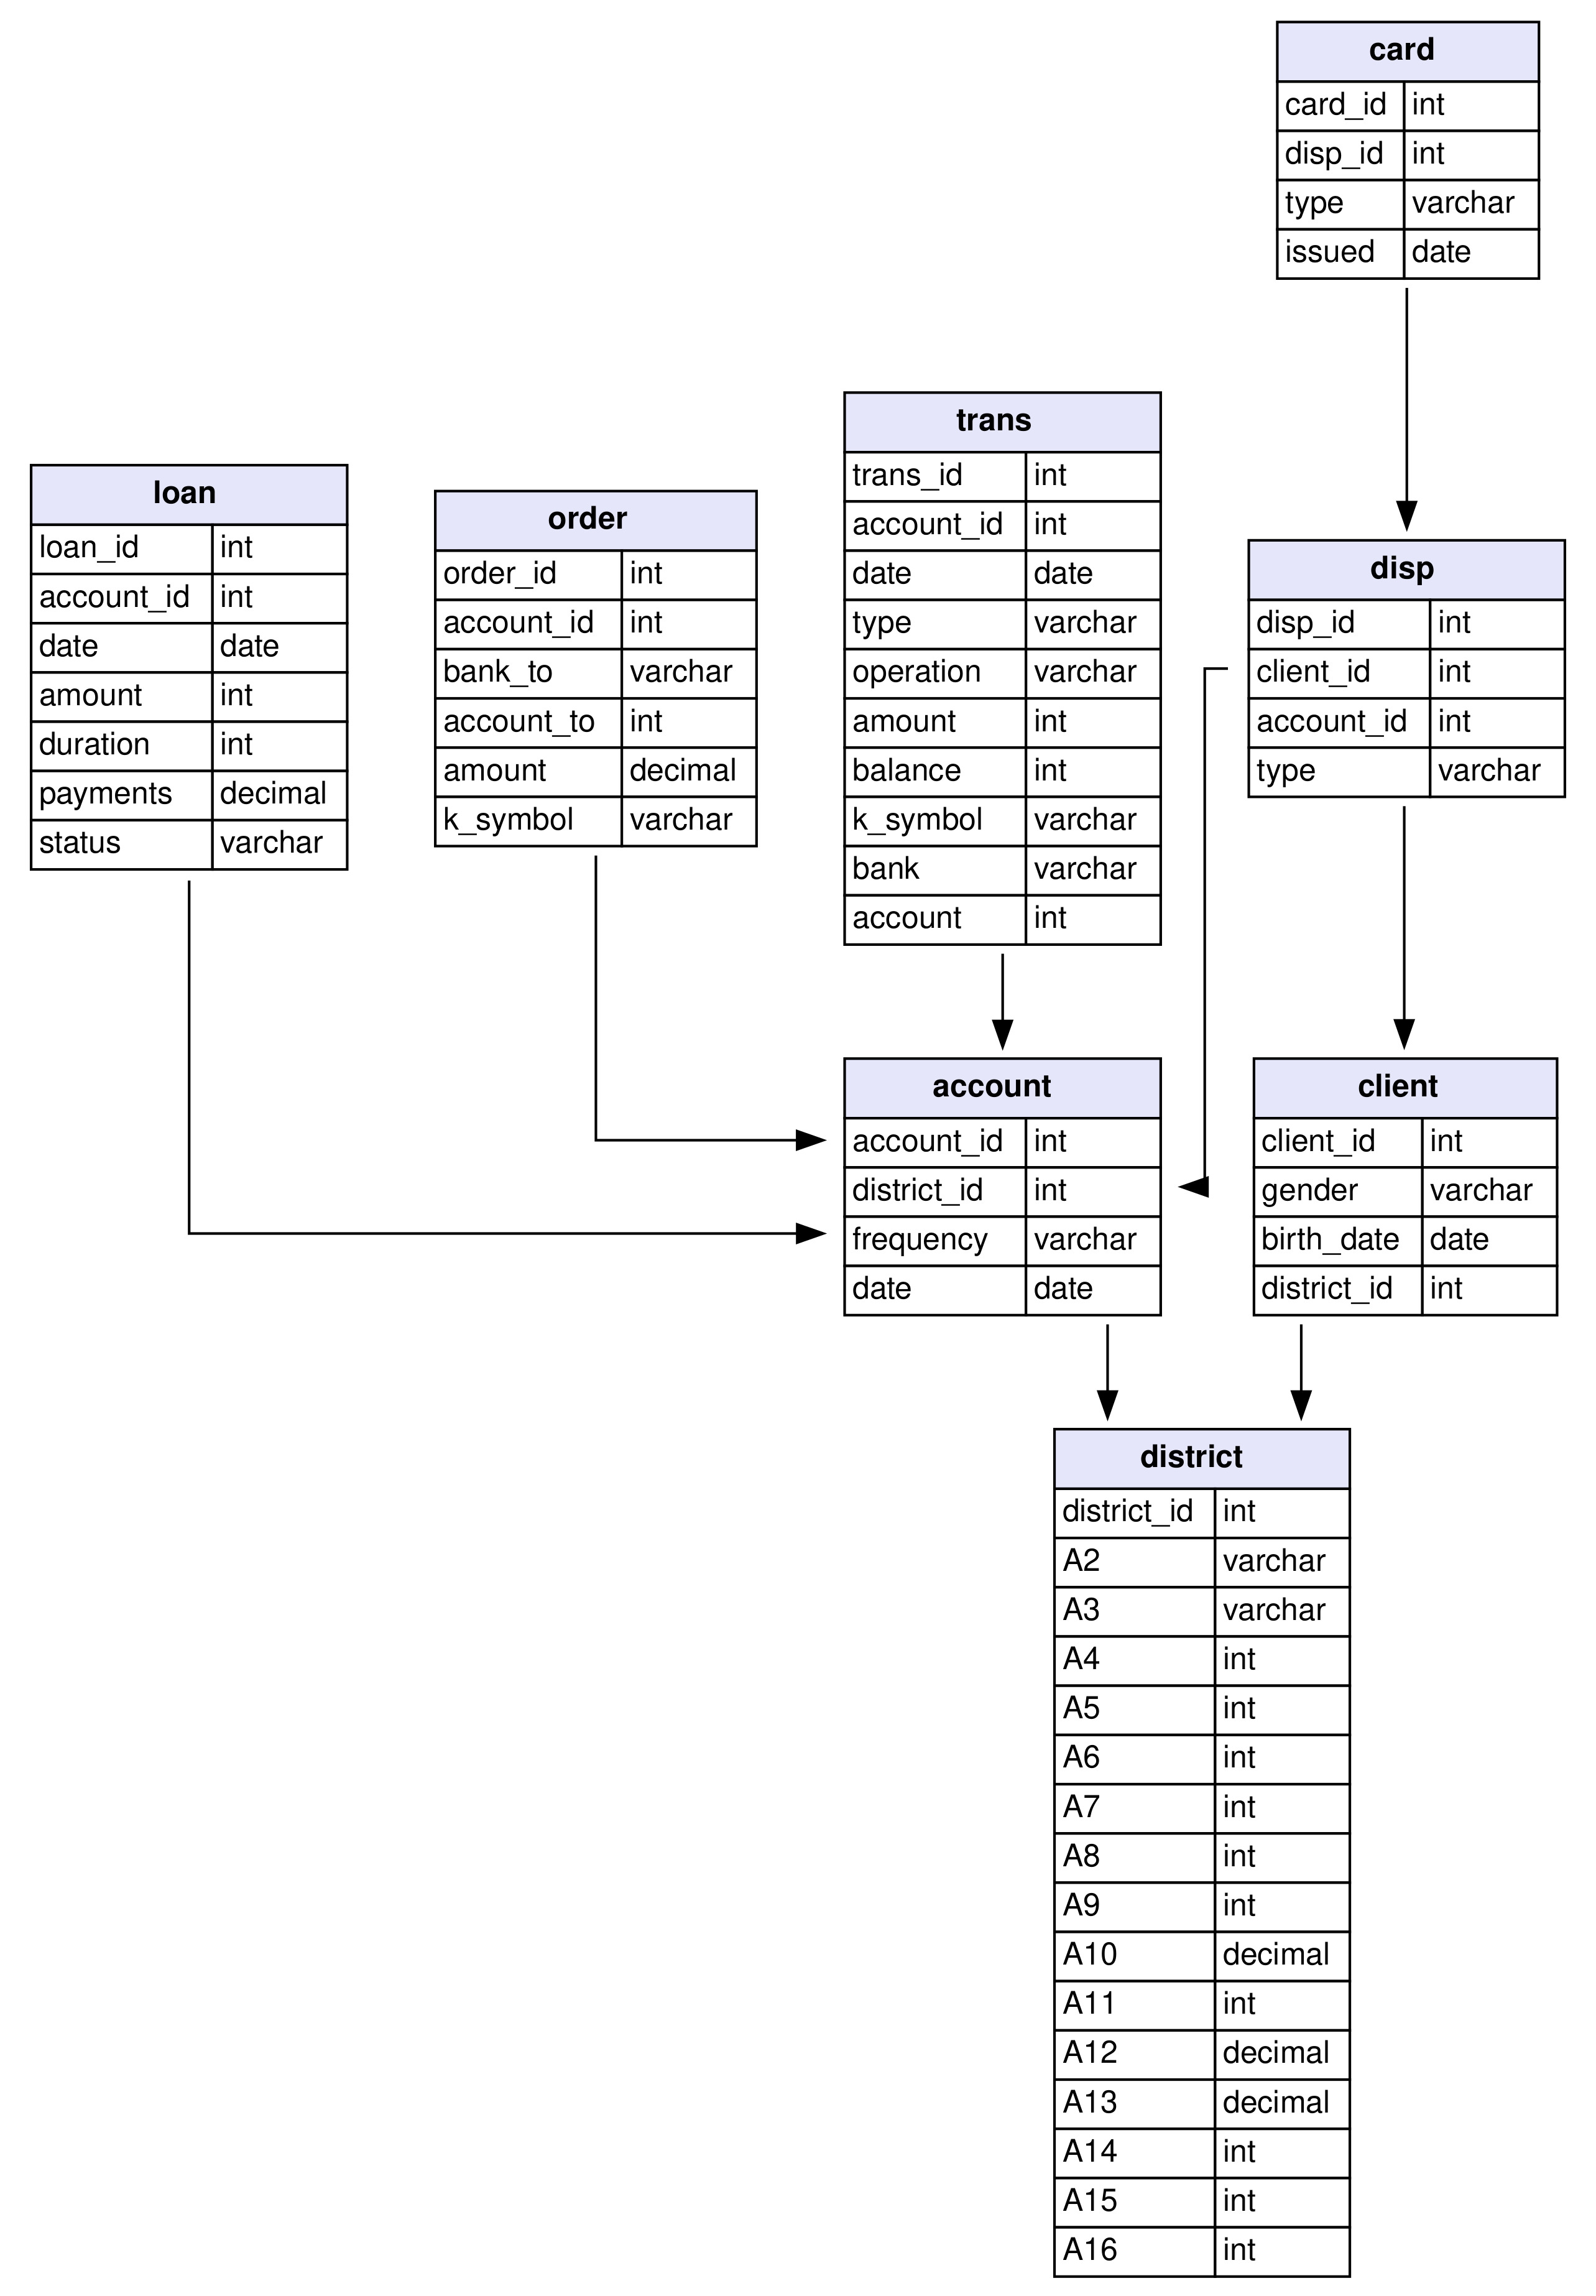 card
card_id int
disp_id int
type varchar
issued date
trans
trans_id int
account_id int
date date
type varchar
operation varchar
amount int
balance int
k_symbol varchar
bank varchar
account int
loan
loan_id int
account_id int
date date
amount int
duration int
payments decimal
status varchar
order
order_id int
account_id int
bank_to varchar
account_to int
amount decimal
k_symbol varchar
disp
disp_id int
client_id int
account_id int
type varchar
account
account_id int
district_id int
frequency varchar
date date
client
client_id int
gender varchar
birth_date date
district_id int
district
district_id int
A2 varchar
A3 varchar
A4 int
A5 int
A6 int
A7 int
A8 int
A9 int
A10 decimal
A11 int
A12 decimal
A13 decimal
A14 int
A15 int
A16 int